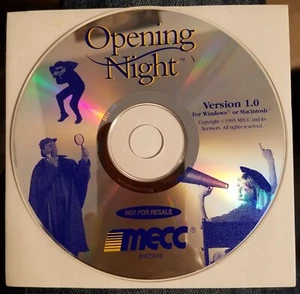 Opening
Night™
Version 1.0
For Windows® or Macintosh®
Copyright © 1995 MECC and its
licensors. All rights reserved.
NOT FOR RESALE
mecc®